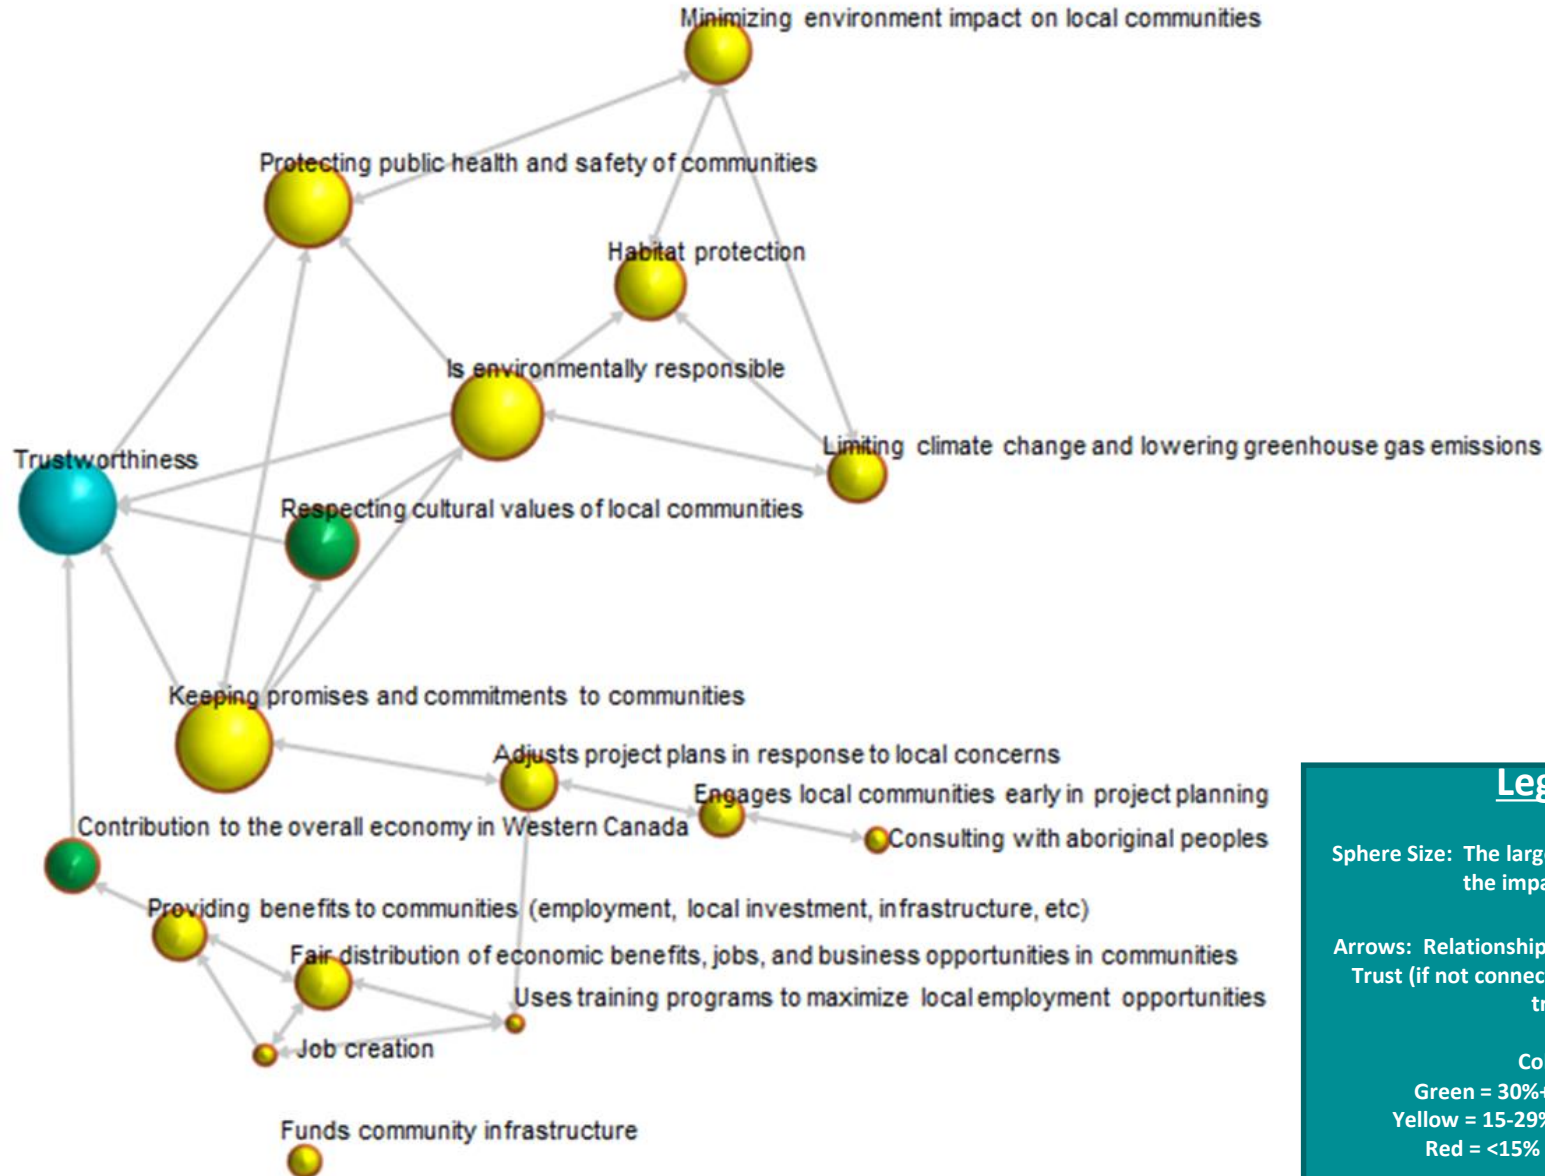 Minimizing environment impact on local communities
Protecting public health and safety of communities
Habitat protection
Is environmentally responsible
Limiting climate change and lowering greenhouse gas emissions
Trustworthiness
Respecting cultural values of local communities
Keeping promises and commitments to communities
Adjusts project plans in response to local concerns
Engages local communities early in project planning
Contribution to the overall economy in Western Canada
Consulting with aboriginal peoples
Providing benefits to communities (employment, local investment, infrastructure, etc)
Fair distribution of economic benefits, jobs, and business opportunities in communities
Uses training programs to maximize local employment opportunities
Job creation
Funds community infrastructure
Sphere Size: The
the
Arrows:
Trust (if not
Green = 30%+
Yellow = 15-29%
Red = <15%